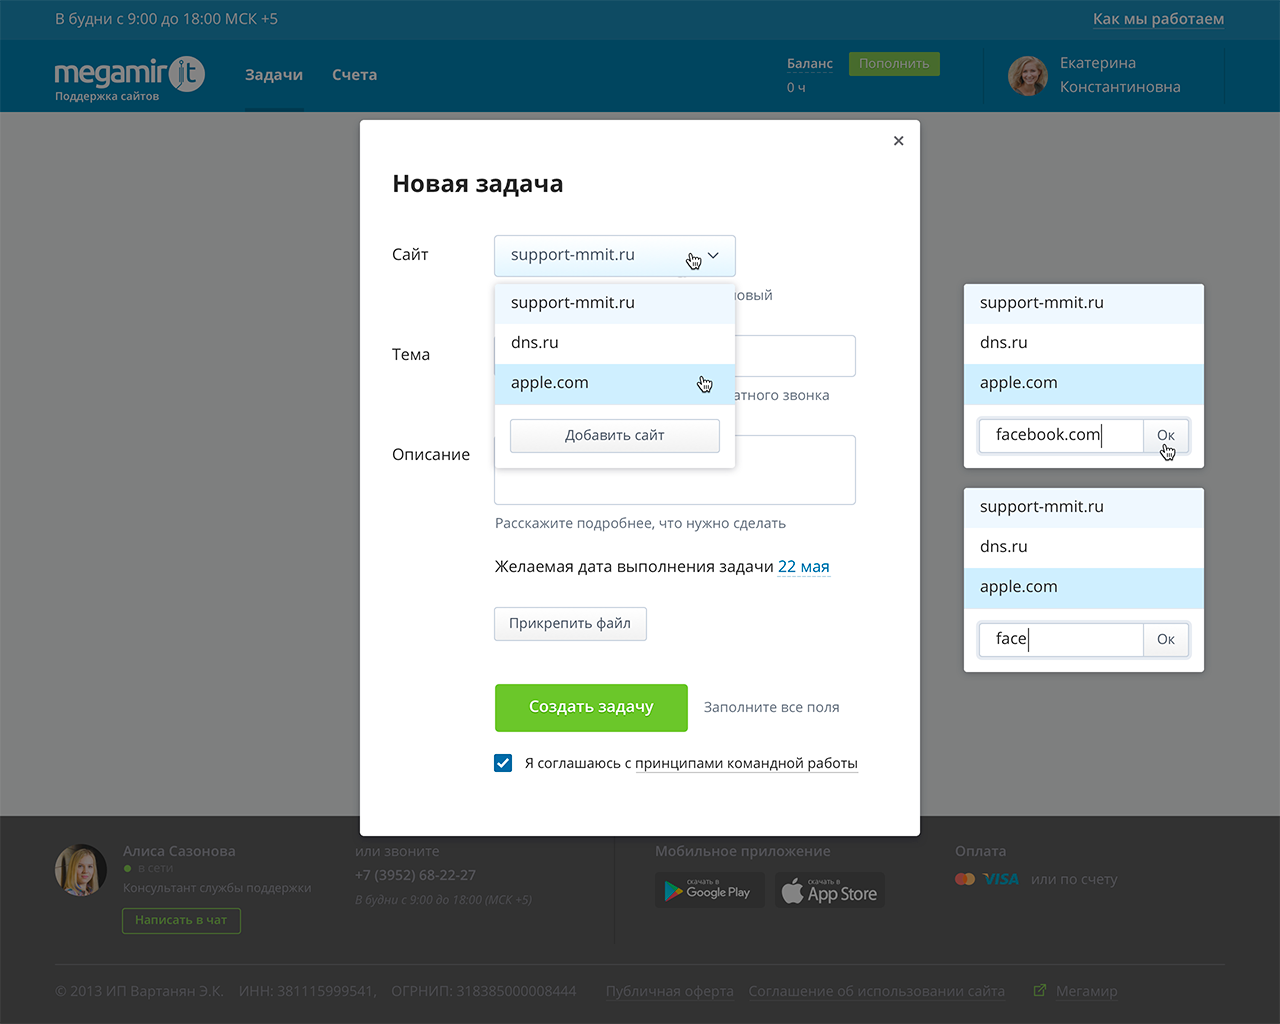 В будни с 9:00 до 18:00 МСК +5
Как мы работаем
megamir it
Поддержка сайтов
Задачи
Счета
Баланс
0 ч
Пополнить
Екатерина
Константиновна
Новая задача
Сайт
support-mmit.ru
овый
support-mmit.ru
dns.ru
apple.com
Добавить сайт
Тема
атного звонка
Описание
Расскажите подробнее, что нужно сделать
Желаемая дата выполнения задачи 22 мая
Прикрепить файл
Создать задачу
Заполните все поля
Я соглашаюсь с принципами командной работы
support-mmit.ru
dns.ru
apple.com
facebook.com
Ок
support-mmit.ru
dns.ru
apple.com
face
Ок
Алиса Сазонова
в сети
Консультант службы поддержки
Написать в чат
или звоните
+7 (3952) 68-22-27
В будни с 9:00 до 18:00 (МСК +5)
Мобильное приложение
скачать в
Google Play
скачать в
App Store
Оплата
VISA
или по счету
© 2013 ИП Вартанян Э.К.
ИНН: 381115999541,
ОГРНИП: 318385000008444
Публичная оферта
Соглашение об использовании сайта
Мегамир